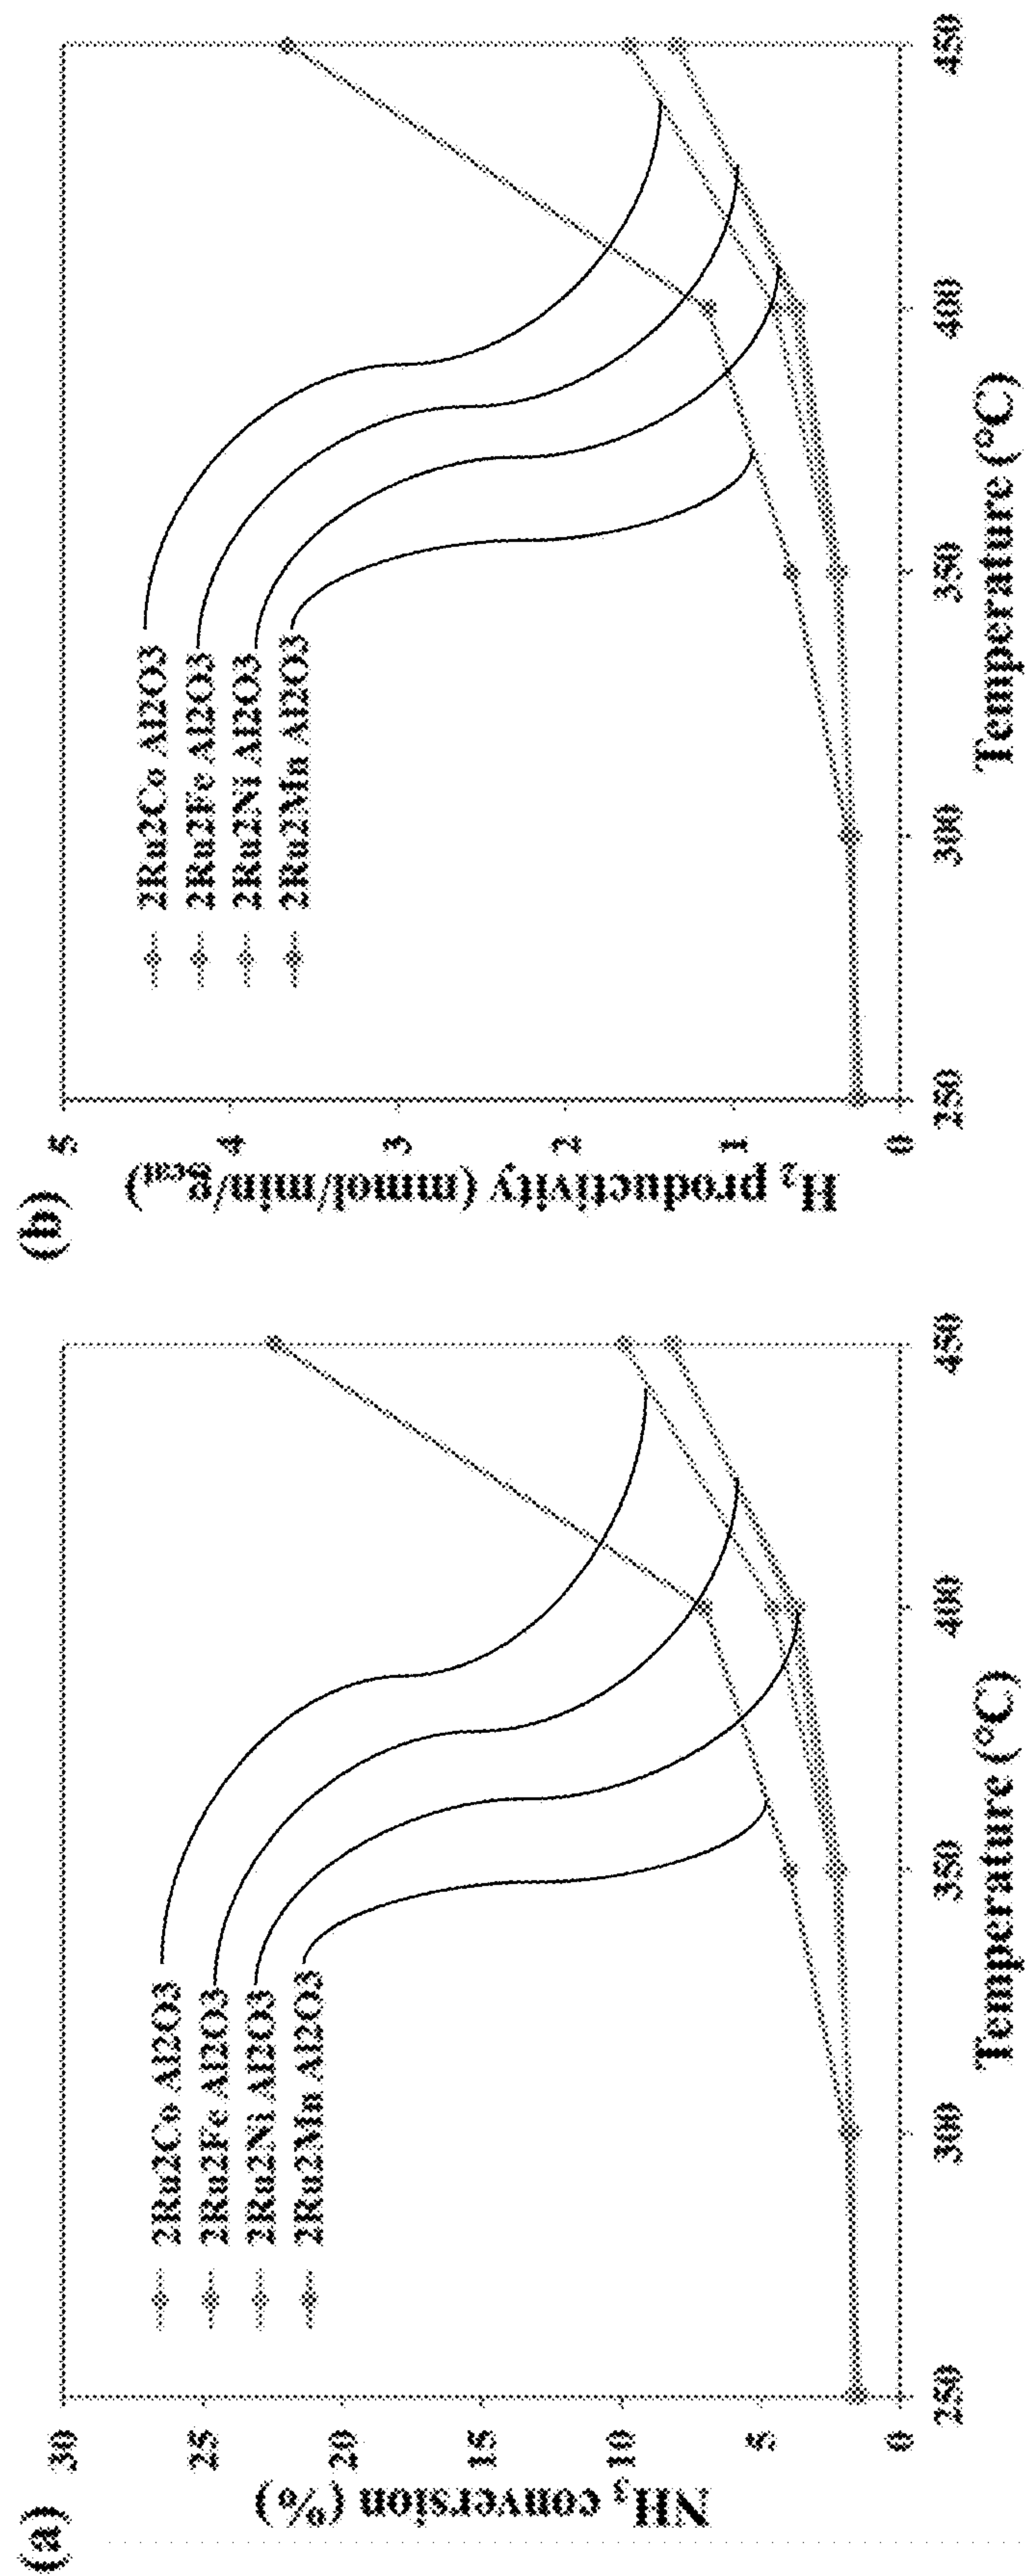 (a)
NH3 conversion (%)
30
25
20
15
10
5
0
2Ru2Co Al2O3
2Ru2Fe Al2O3
2Ru2Ni Al2O3
2Ru2Mn Al2O3
250
300
350
400
450
Temperature (°C)
(b)
H2 productivity (mmol/min/gcat)
5
4
3
2
1
0
2Ru2Co Al2O3
2Ru2Fe Al2O3
2Ru2Ni Al2O3
2Ru2Mn Al2O3
250
300
350
400
450
Temperature (°C)